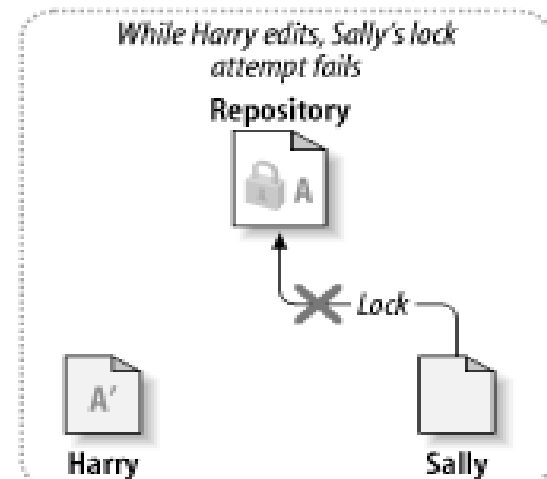 While Harry edits, Sally's lock
attempt fails
Repository
A
Lock
A'
Harry
Sally